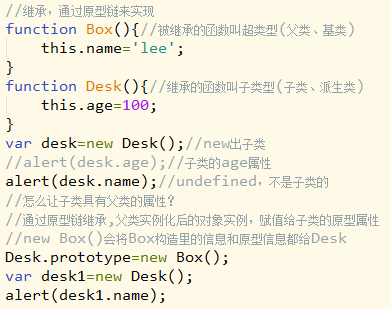 //继承，通过原型链来实现
function Box(){//被继承的函数叫超类型(父类、基类)
    this.name='lee';
}
function Desk(){//继承的函数叫子类型(子类、派生类)
    this.age=100;
}
var desk=new Desk();//new出子类
//alert(desk.age);//子类的age属性
alert(desk.name);//undefined，不是子类的
//怎么让子类具有父类的属性？
//通过原型链继承,父类实例化后的对象实例，赋值给子类的原型属性
//new Box()会将Box构造里的信息和原型信息都给Desk
Desk.prototype=new Box();
var desk1=new Desk();
alert(desk1.name);